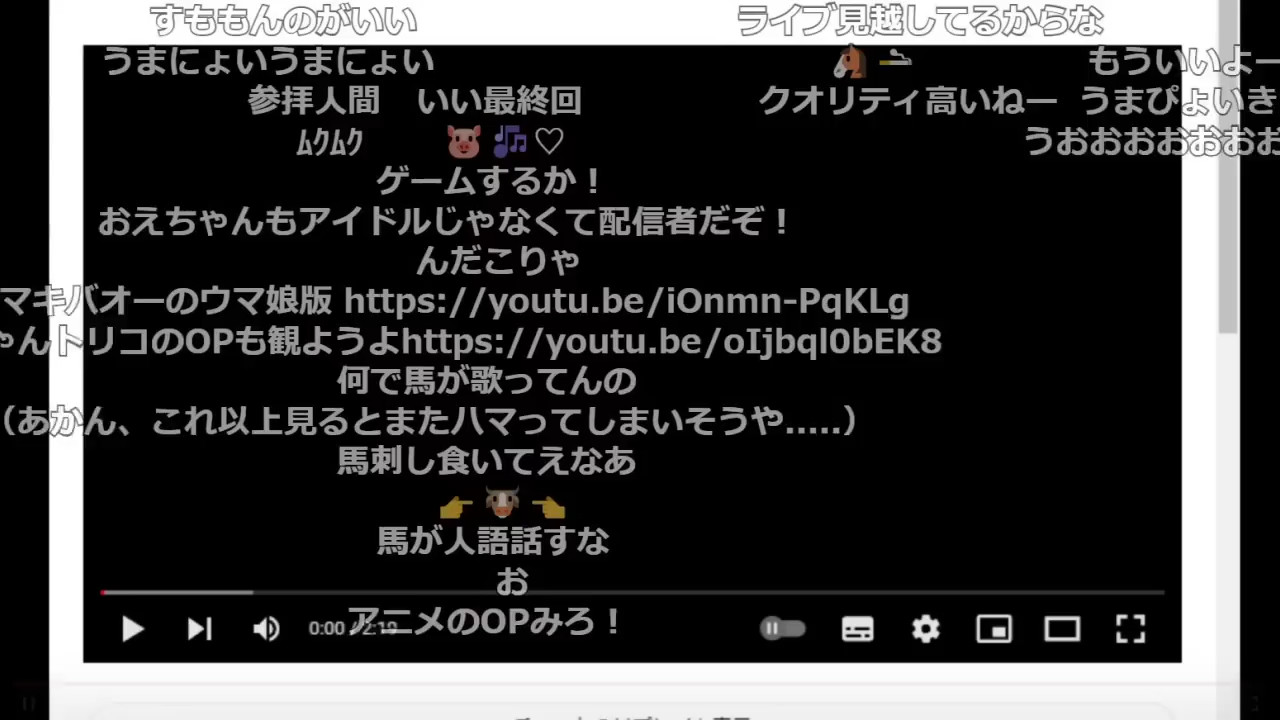 すももんのがいい
ライブ見越してるからな
うまにょいうまにょい
🐴🚬
もういいよー
参拝人間
いい最終回
クオリティ高いねー
うまぴょいき
ﾑｸﾑｸ
🐷🎶♡
うおおおおおおお
ゲームするか！
おえちゃんもアイドルじゃなくて配信者だぞ！
んだこりゃ
マキバオーのウマ娘版 https://youtu.be/iOnmn-PqKLg
ゃんトリコのOPも観ようよhttps://youtu.be/oIjbql0bEK8
何で馬が歌ってんの
（あかん、これ以上見るとまたハマってしまいそうや.....）
馬刺し食いてえなあ
👉🐮👈
馬が人語話すな
お
アニメのOPみろ！
0:00 / 2:19